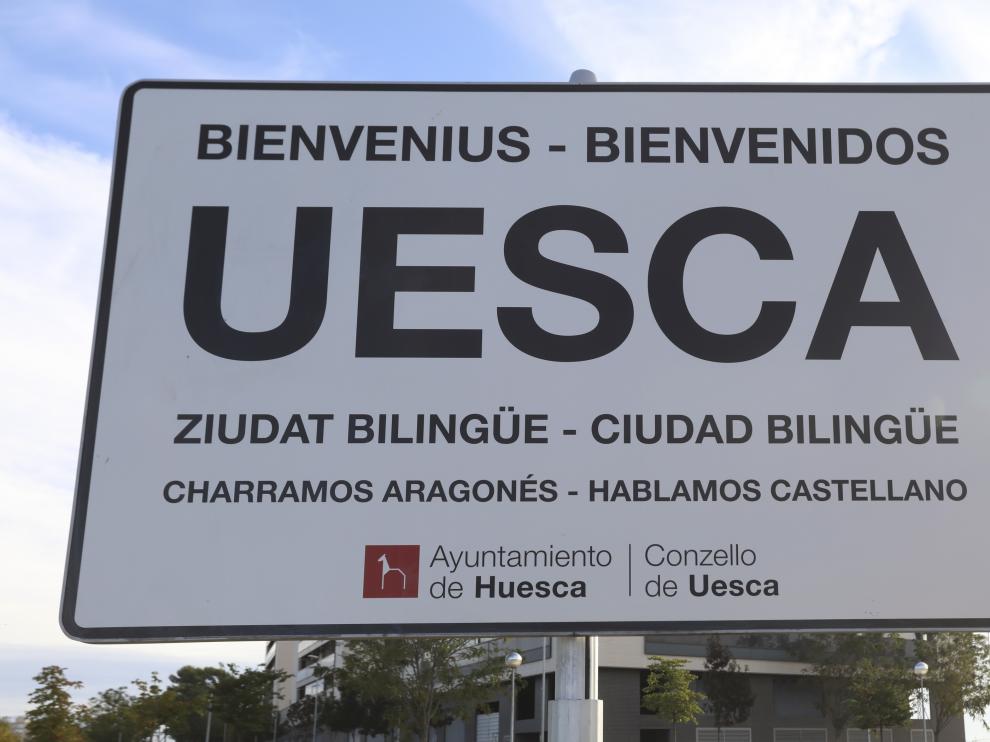 BIENVENIUS - BIENVENIDOS
UESCA
ZIUDAT BILINGÜE - CIUDAD BILINGÜE
CHARRAMOS ARAGONÉS - HABLAMOS CASTELLANO
Ayuntamiento
de Huesca
Conzello
de Uesca